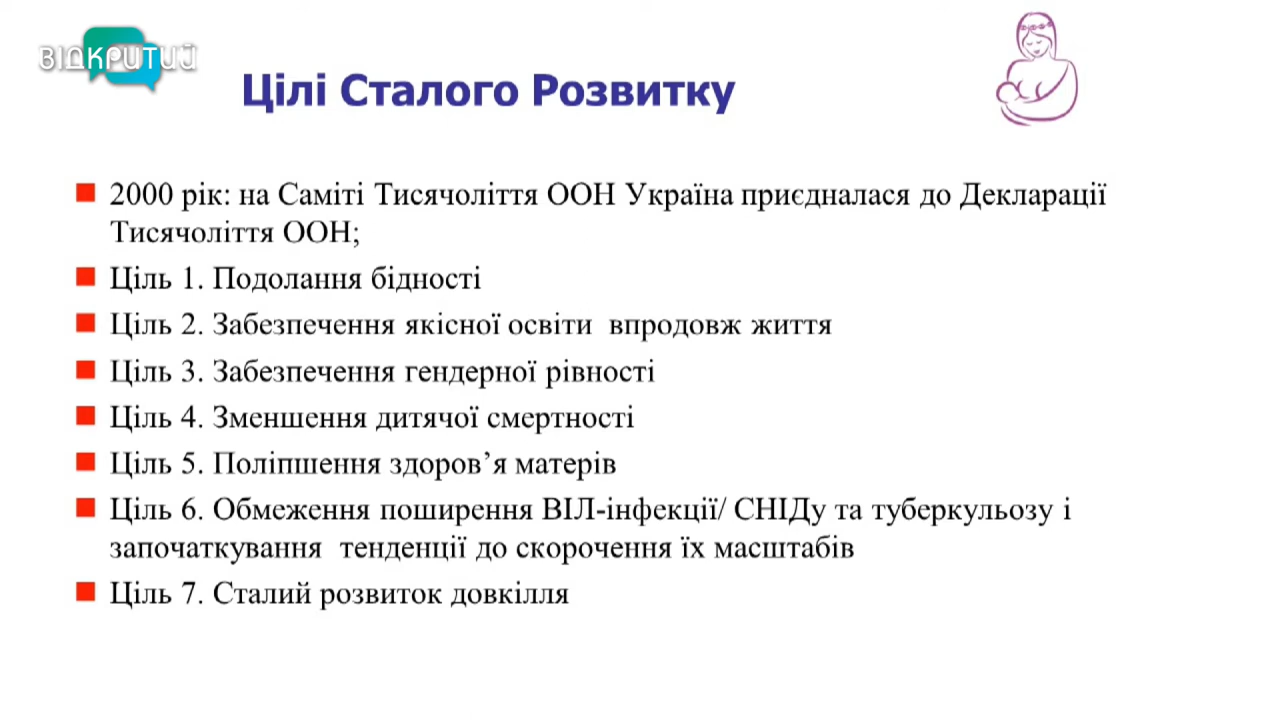 ВІДКРИТИЙ
Цілі Сталого Розвитку
2000 рік: на Саміті Тисячоліття ООН Україна приєдналася до Декларації
Тисячоліття ООН;
Ціль 1. Подолання бідності
Ціль 2. Забезпечення якісної освіти впродовж життя
Ціль 3. Забезпечення гендерної рівності
Ціль 4. Зменшення дитячої смертності
Ціль 5. Поліпшення здоров’я матерів
Ціль 6. Обмеження поширення ВІЛ-інфекції/ СНІДу та туберкульозу і
започаткування тенденції до скорочення їх масштабів
Ціль 7. Сталий розвиток довкілля